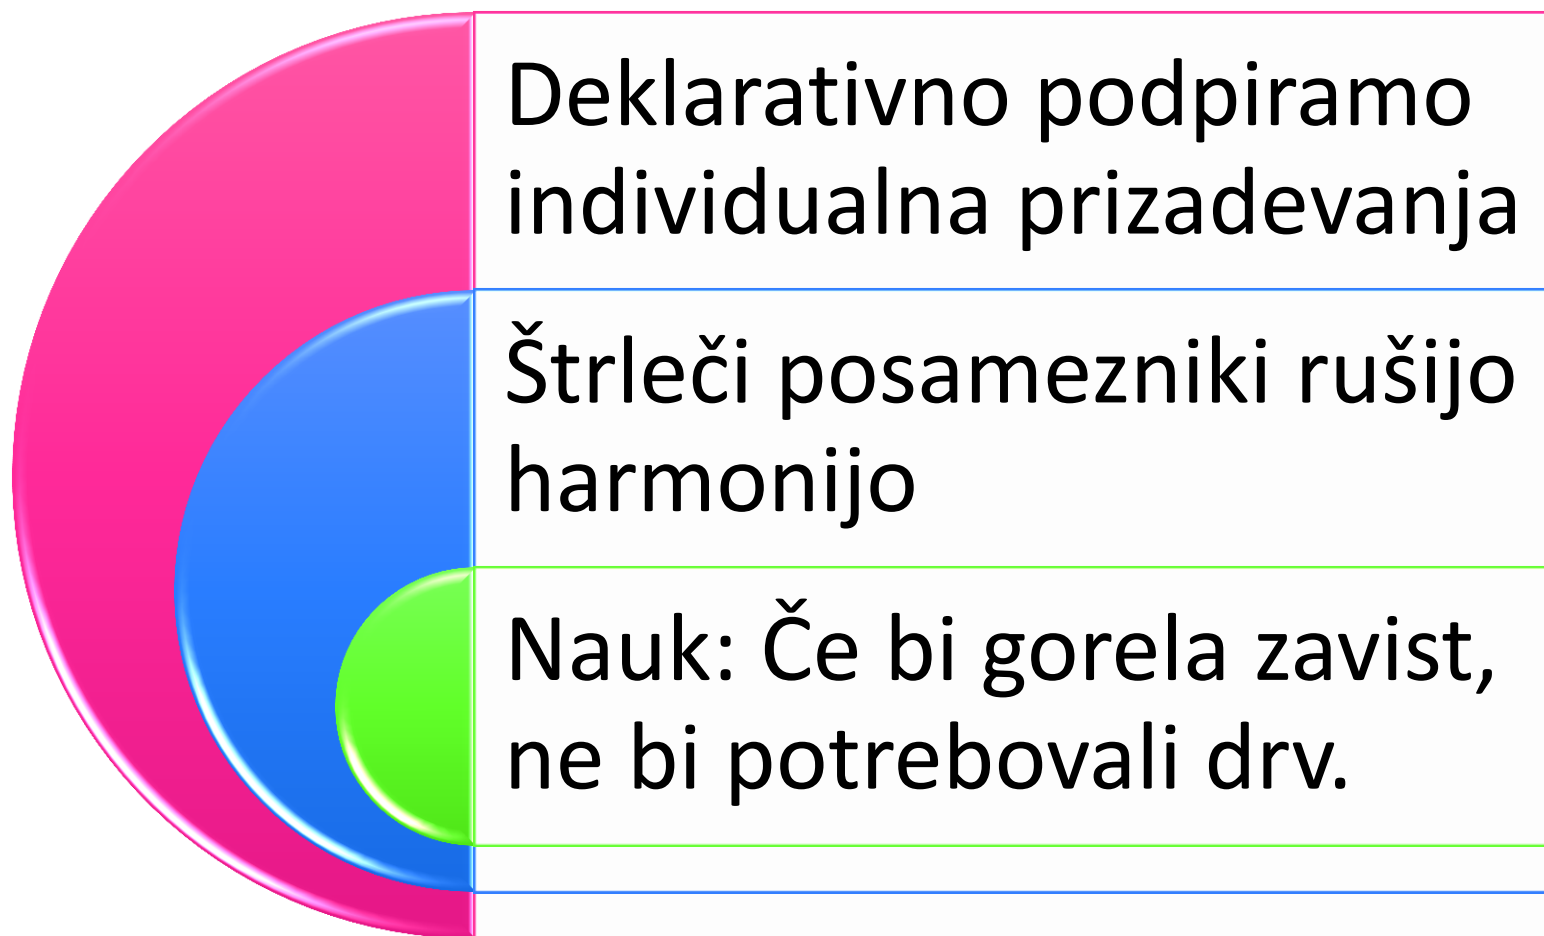 Deklarativno podpiramo
individualna prizadevanja
Štrleči posamezniki rušijo
harmonijo
Nauk: Če bi gorela zavist,
ne bi potrebovali drv.